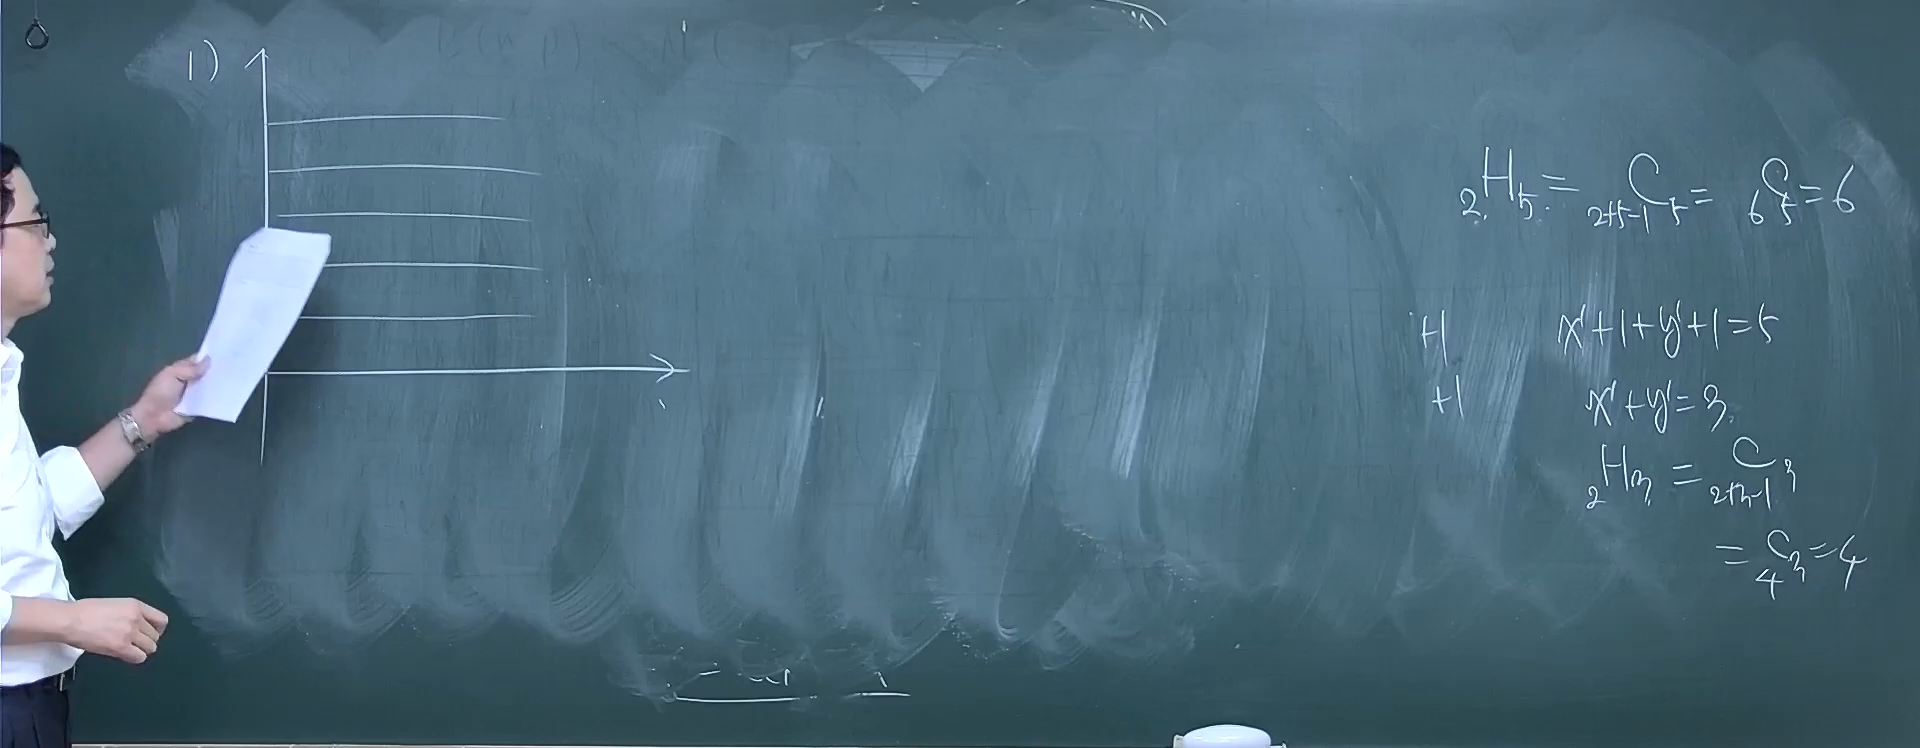 1)
₂H₅ = ₂₊₅₋₁C₅ = ₆C₅ = 6
+1 x'+1+y'+1=5
+1 x'+y'=3
₂H₃ = ₂₊₃₋₁C₃
= ₄C₃ = 4